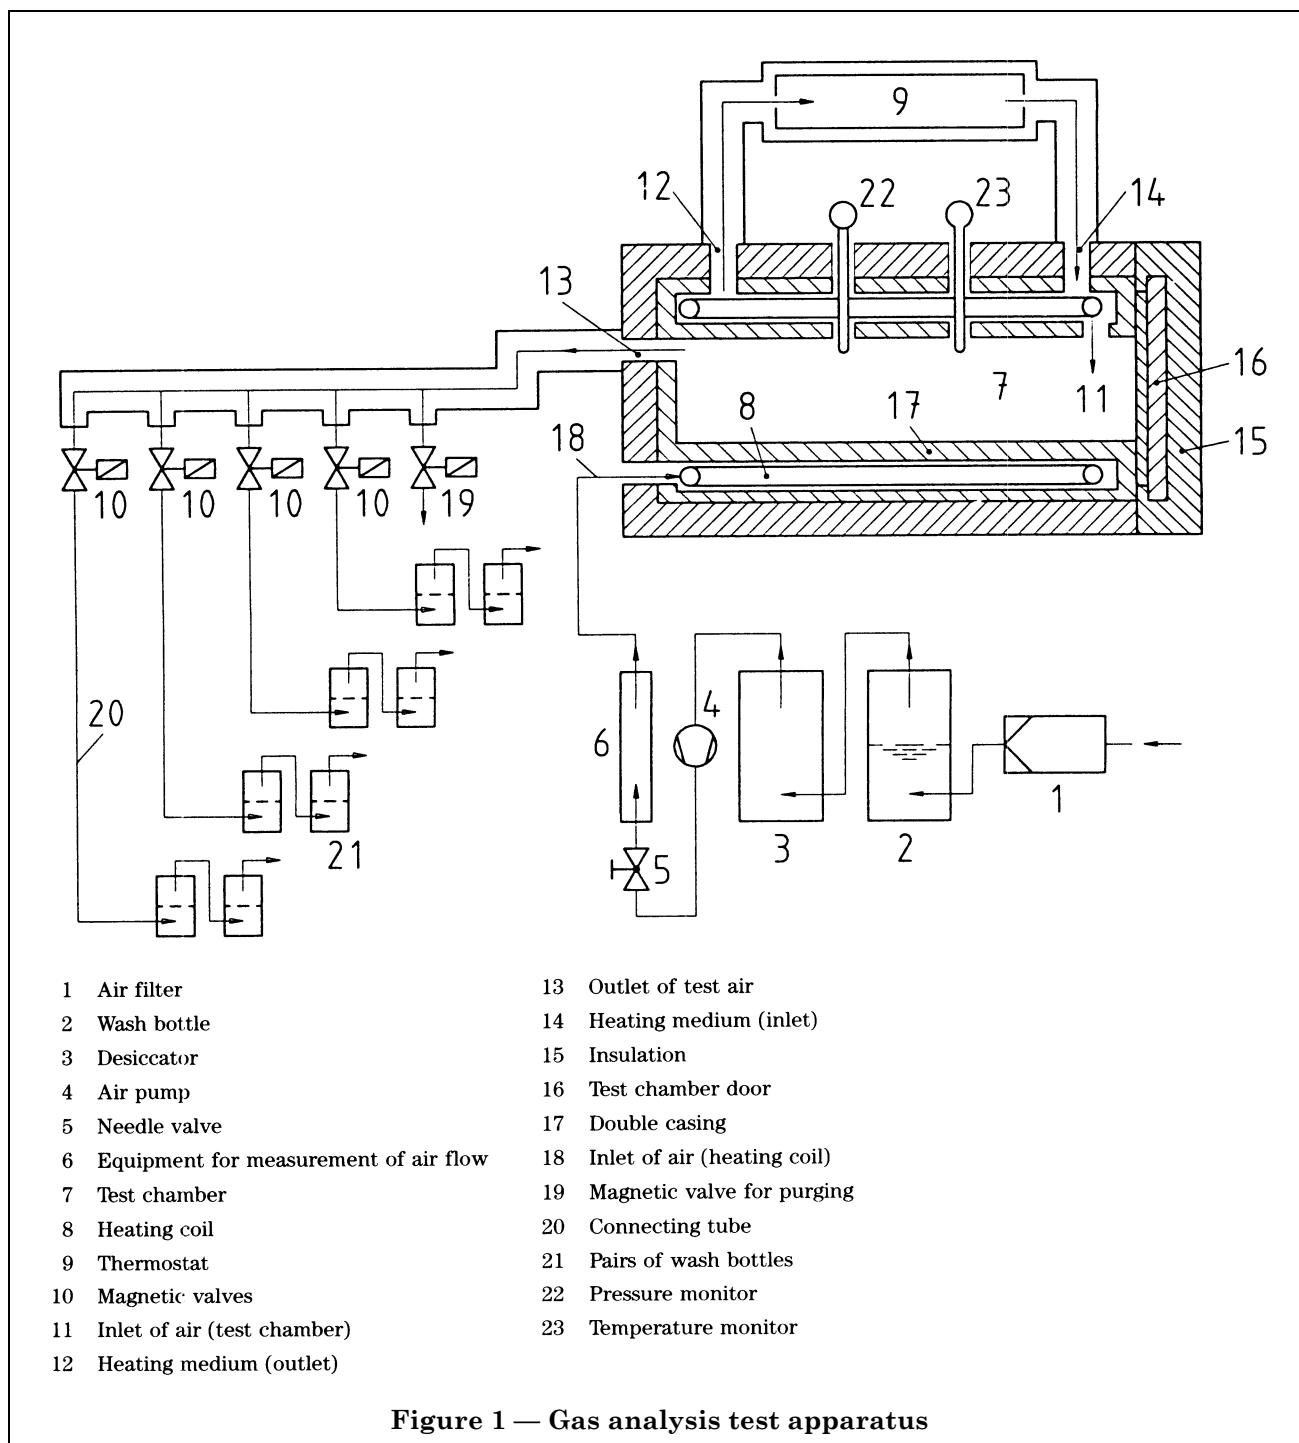 9
12
22
23
14
13
16
7
11
8
17
18
15
10
10
10
10
19
20
4
6
1
21
5
3
2
1 Air filter
2 Wash bottle
3 Desiccator
4 Air pump
5 Needle valve
6 Equipment for measurement of air flow
7 Test chamber
8 Heating coil
9 Thermostat
10 Magnetic valves
11 Inlet of air (test chamber)
12 Heating medium (outlet)
13 Outlet of test air
14 Heating medium (inlet)
15 Insulation
16 Test chamber door
17 Double casing
18 Inlet of air (heating coil)
19 Magnetic valve for purging
20 Connecting tube
21 Pairs of wash bottles
22 Pressure monitor
23 Temperature monitor
Figure 1 — Gas analysis test apparatus